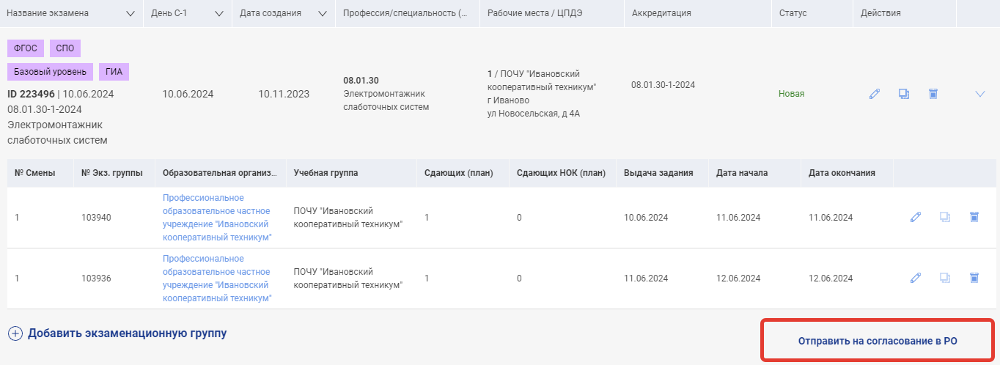 Название экзамена День С-1 Дата создания Профессия/специальность (... Рабочие места / ЦПДЭ Аккредитация Статус Действия
ФГОС СПО
Базовый уровень ГИА
ID 223496 | 10.06.2024
08.01.30-1-2024
Электромонтажник
слаботочных систем
10.06.2024
10.11.2023
08.01.30
Электромонтажник
слаботочных систем
1 / ПОЧУ "Ивановский
кооперативный техникум"
г Иваново
ул Новосельская, д 4А
08.01.30-1-2024
Новая
№ Смены № Экз. группы Образовательная организ... Учебная группа Сдающих (план) Сдающих НОК (план) Выдача задания Дата начала Дата окончания
1
103940
Профессиональное
образовательное частное
учреждение "Ивановский
кооперативный техникум"
ПОЧУ "Ивановский
кооперативный техникум"
1
0
10.06.2024
11.06.2024
11.06.2024
1
103936
Профессиональное
образовательное частное
учреждение "Ивановский
кооперативный техникум"
ПОЧУ "Ивановский
кооперативный техникум"
1
0
11.06.2024
12.06.2024
12.06.2024
Добавить экзаменационную группу
Отправить на согласование в РО